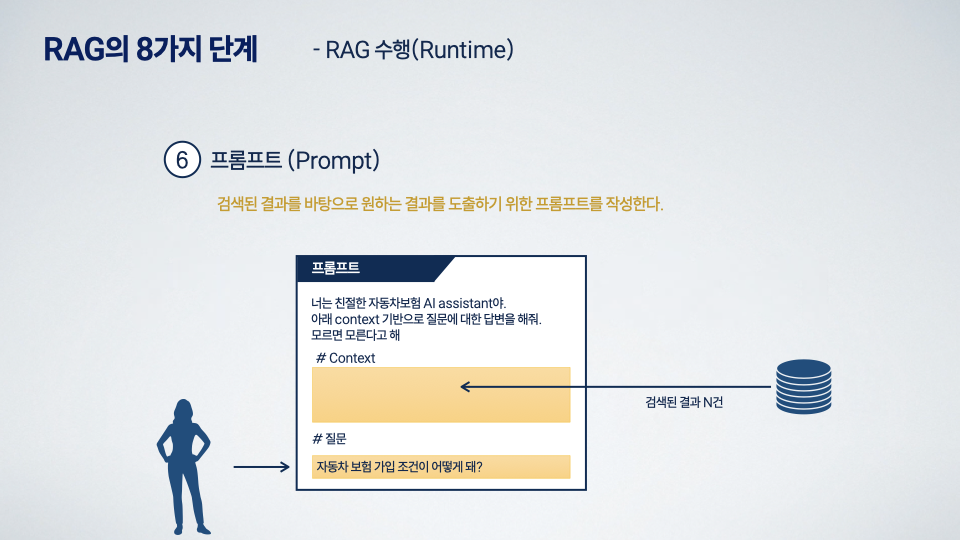 RAG의 8가지 단계 - RAG 수행(Runtime)
6 프롬프트 (Prompt)
검색된 결과를 바탕으로 원하는 결과를 도출하기 위한 프롬프트를 작성한다.
프롬프트
너는 친절한 자동차보험 AI assistant야.
아래 context 기반으로 질문에 대한 답변을 해줘.
모르면 모른다고 해
# Context
검색된 결과 N건
# 질문
자동차 보험 가입 조건이 어떻게 돼?